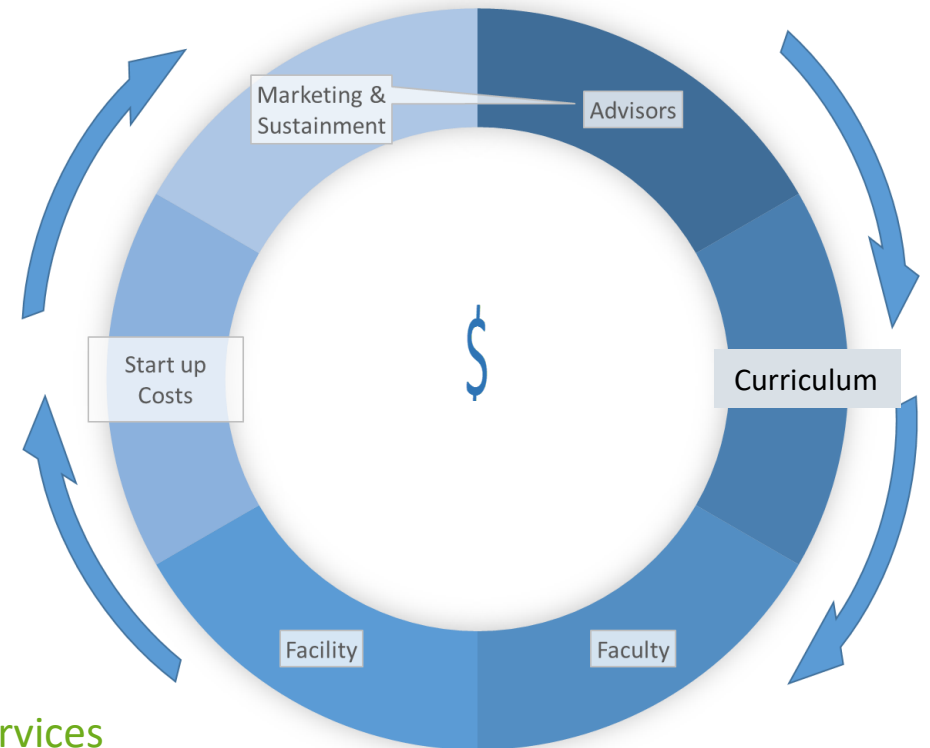 Marketing &
Sustainment
Advisors
$
Start up
Costs
Curriculum
Facility
Faculty
rvices